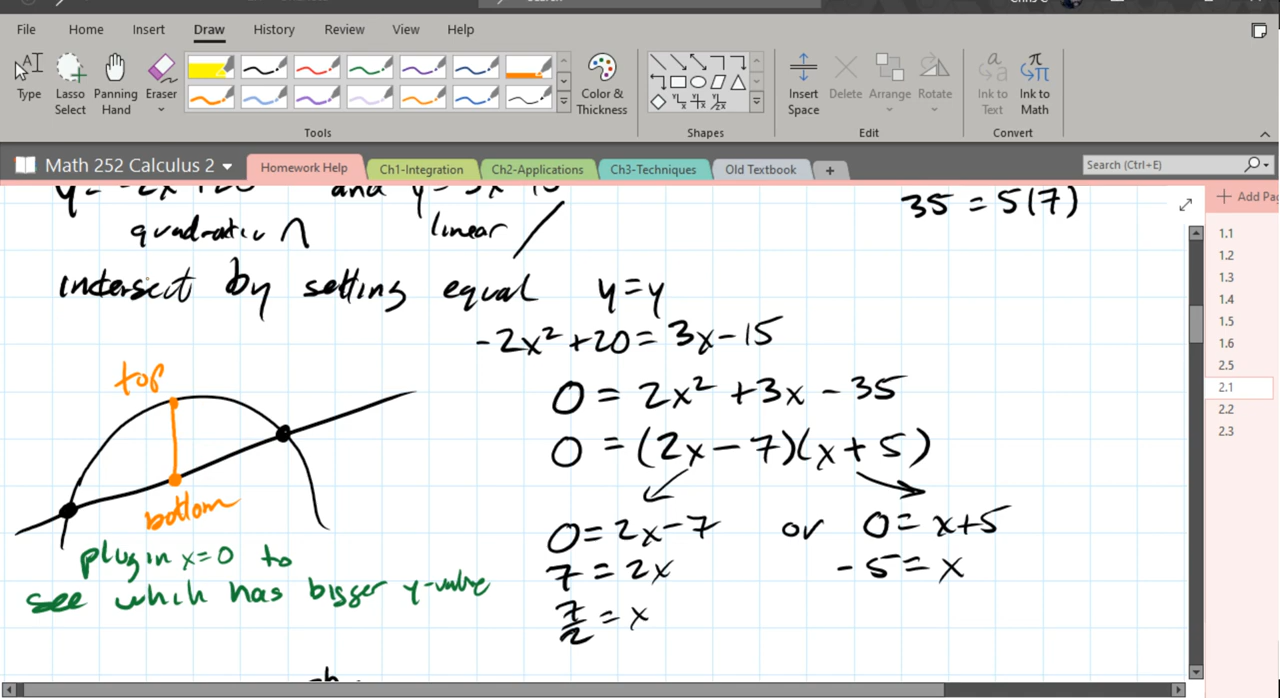 File Home Insert Draw History Review View Help
Type
Lasso Select
Panning Hand
Eraser
Color & Thickness
Insert Space
Delete
Arrange
Rotate
Ink to Text
Ink to Math
Tools
Shapes
Edit
Convert
Math 252 Calculus 2
Homework Help
Ch1-Integration
Ch2-Applications
Ch3-Techniques
Old Textbook
Search (Ctrl+E)
Add Pag
1.1
1.2
1.3
1.4
1.5
1.6
2.5
2.1
2.2
2.3
and
35 = 5(7)
quadratic
linear
intersect by setting equal y=y
-2x² +20 = 3x-15
0 = 2x² +3x - 35
0 = (2x - 7)(x + 5)
0 = 2x - 7 or 0 = x+5
7 = 2x
-5 = x
7/2 = x
top
bottom
plug in x=0 to
see which has bigger y-value